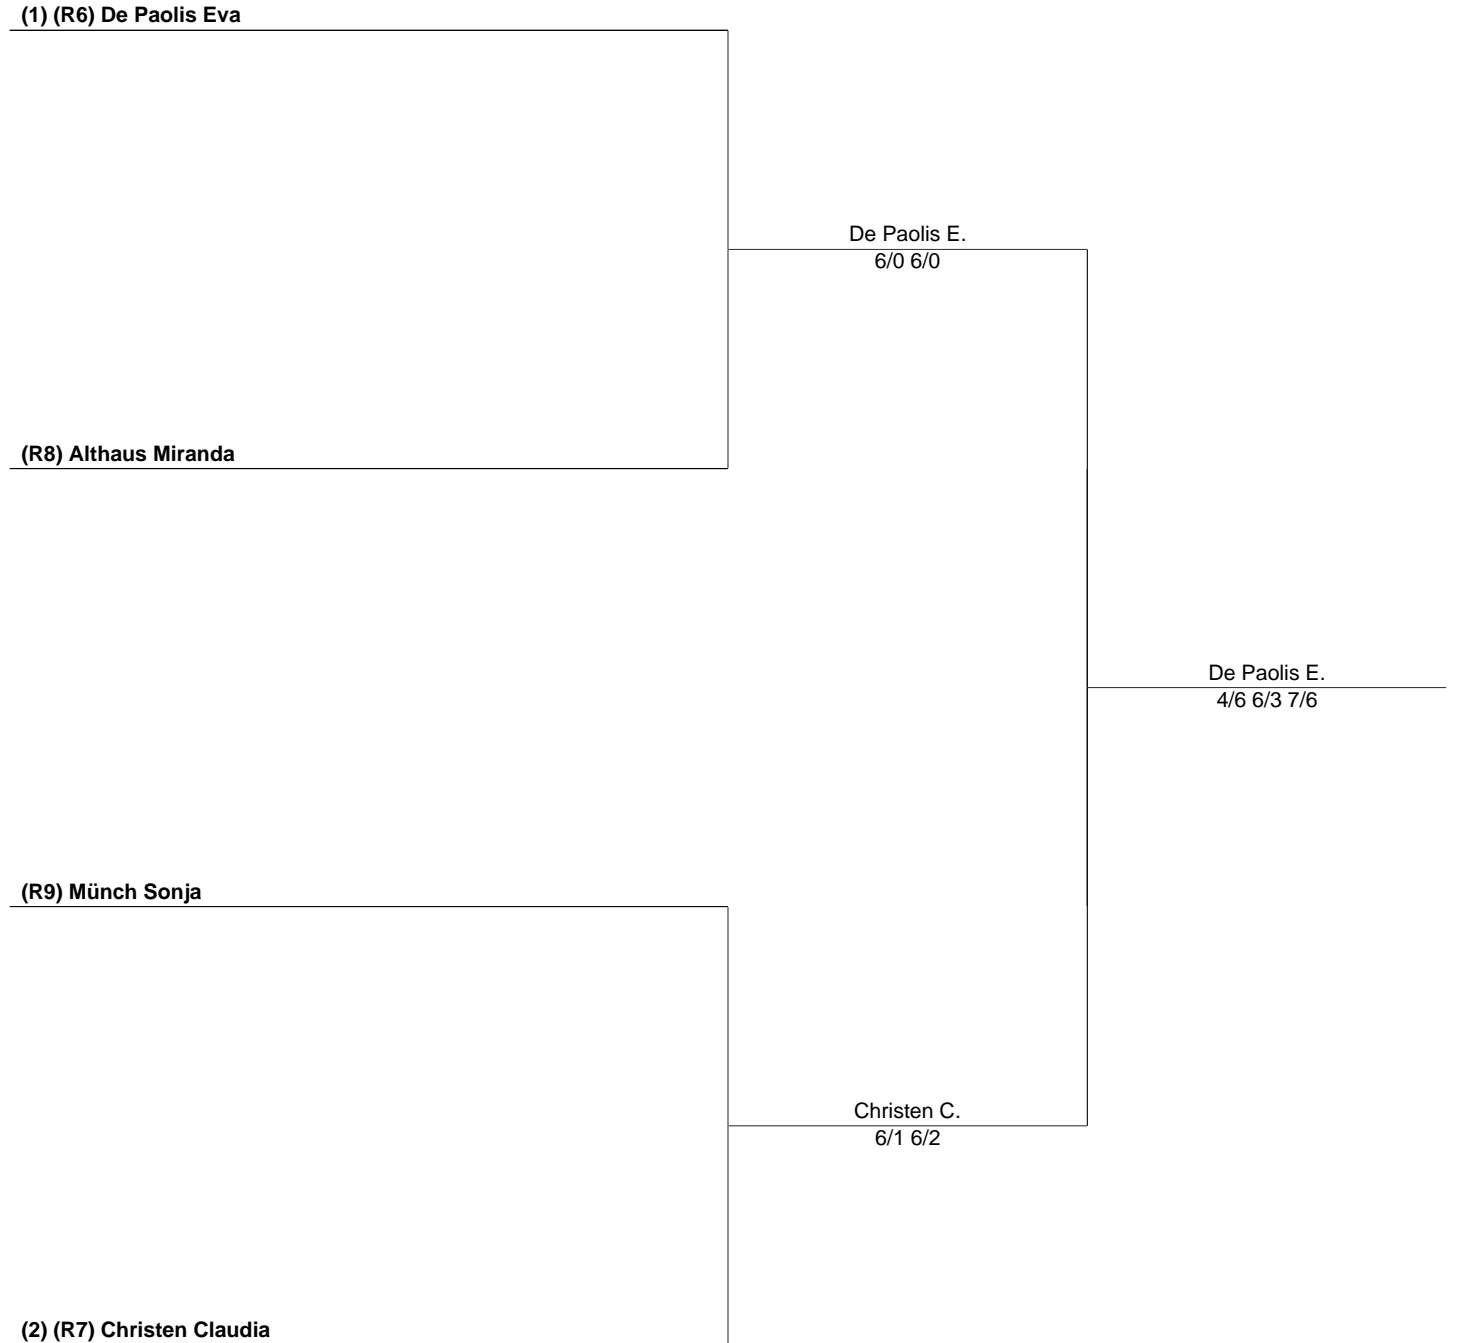 (1) (R6) De Paolis Eva
De Paolis E.
6/0 6/0
(R8) Althaus Miranda
De Paolis E.
4/6 6/3 7/6
(R9) Münch Sonja
Christen C.
6/1 6/2
(2) (R7) Christen Claudia